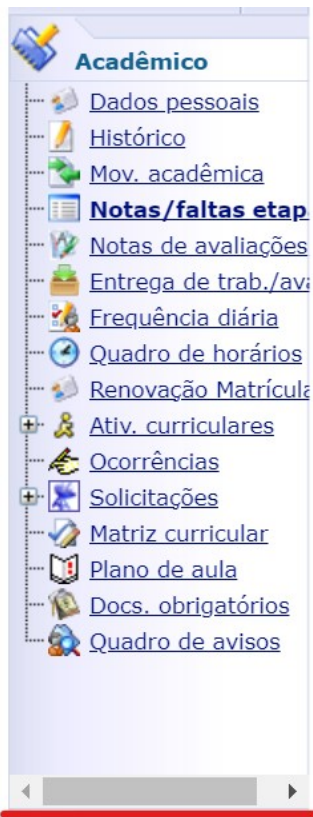 Acadêmico
Dados pessoais
Histórico
Mov. acadêmica
Notas/faltas etap
Notas de avaliações
Entrega de trab./ava
Frequência diária
Quadro de horários
Renovação Matrícula
Ativ. curriculares
Ocorrências
Solicitações
Matriz curricular
Plano de aula
Docs. obrigatórios
Quadro de avisos